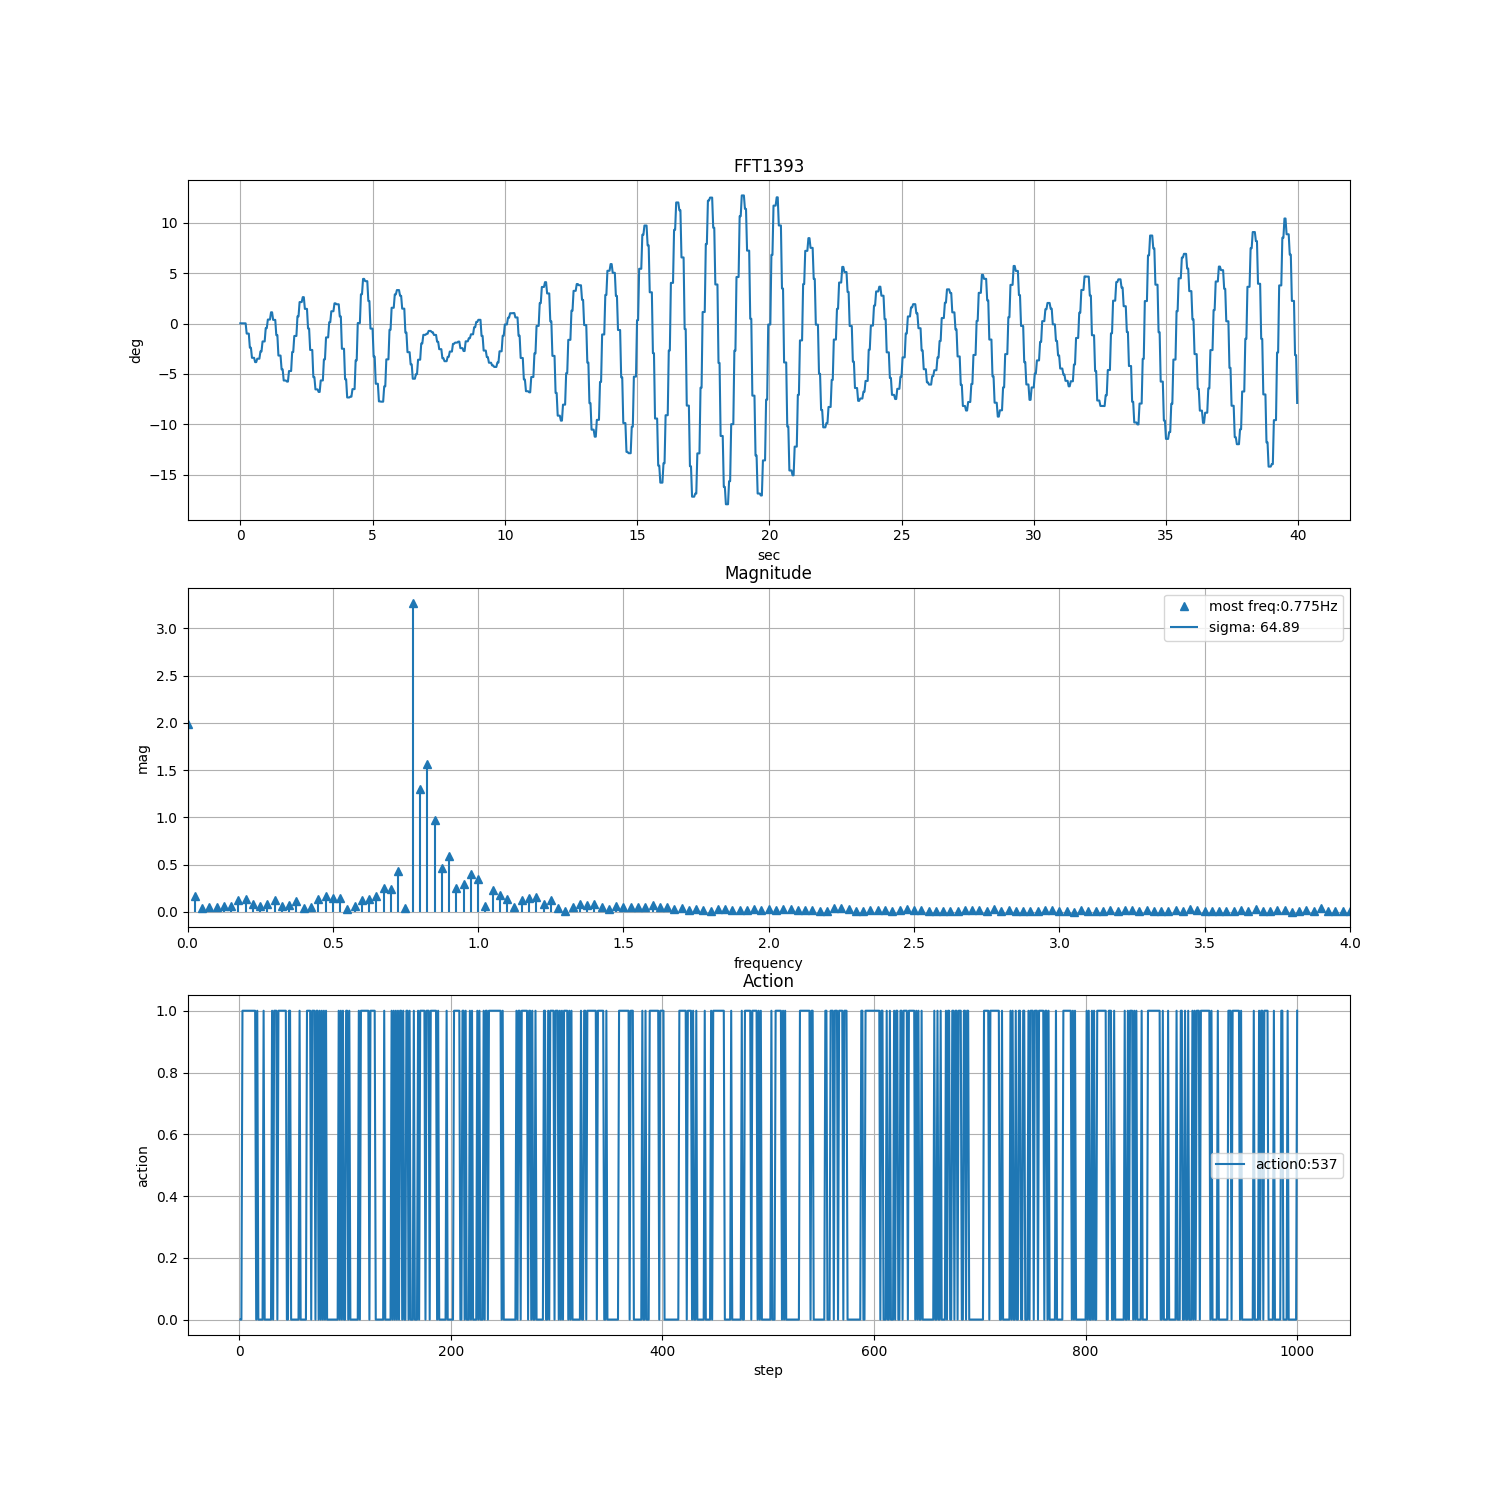 FFT1393
10
5
0
−5
−10
−15
deg
0 5 10 15 20 25 30 35 40
sec
Magnitude
most freq:0.775Hz
sigma: 64.89
3.0
2.5
2.0
1.5
1.0
0.5
0.0
mag
0.0 0.5 1.0 1.5 2.0 2.5 3.0 3.5 4.0
frequency
Action
1.0
0.8
0.6
0.4
0.2
0.0
action
action0:537
0 200 400 600 800 1000
step